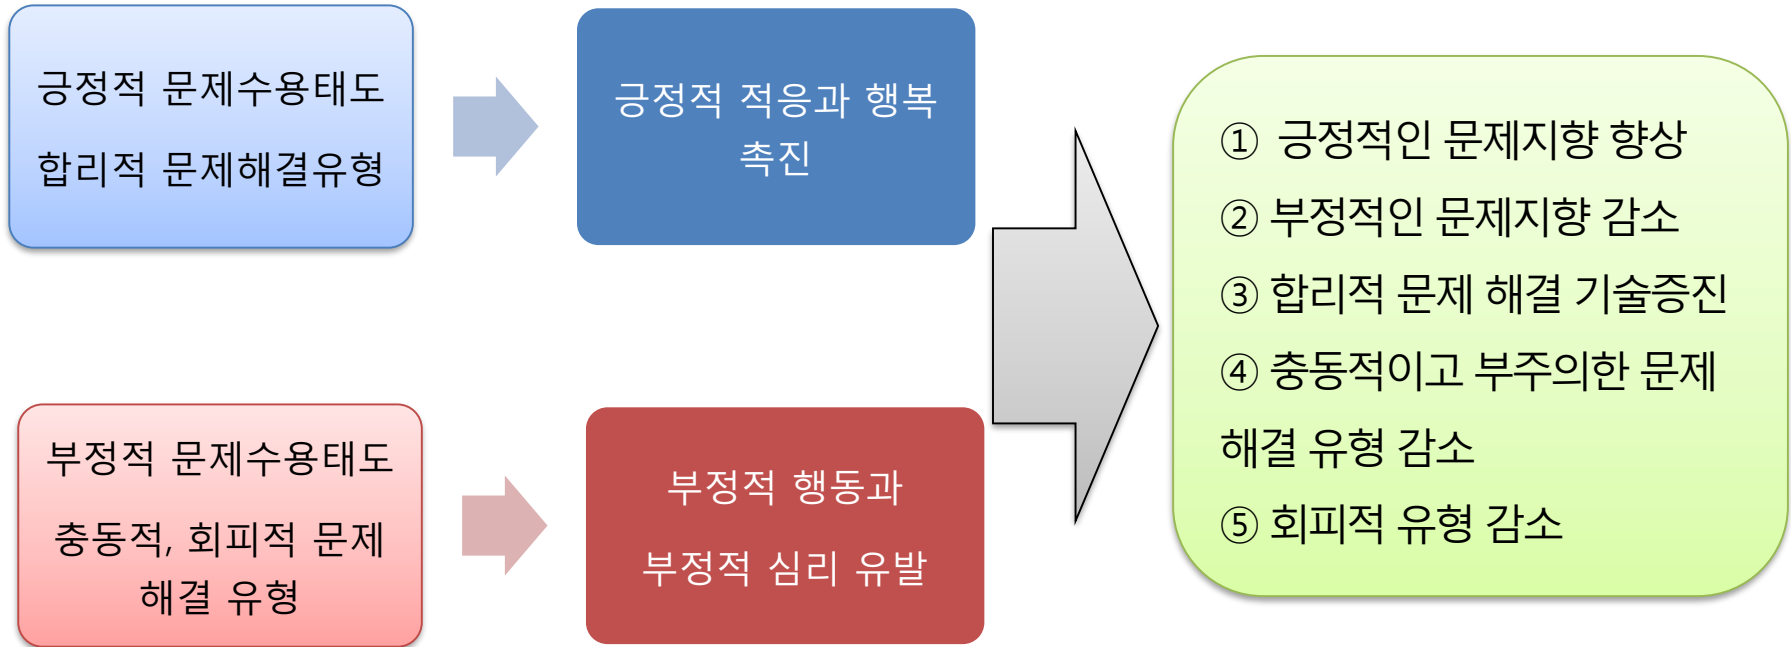 긍정적 문제수용태도
합리적 문제해결유형
긍정적 적응과 행복
촉진
부정적 문제수용태도
충동적, 회피적 문제
해결 유형
부정적 행동과
부정적 심리 유발
① 긍정적인 문제지향 향상
② 부정적인 문제지향 감소
③ 합리적 문제 해결 기술증진
④ 충동적이고 부주의한 문제
해결 유형 감소
⑤ 회피적 유형 감소